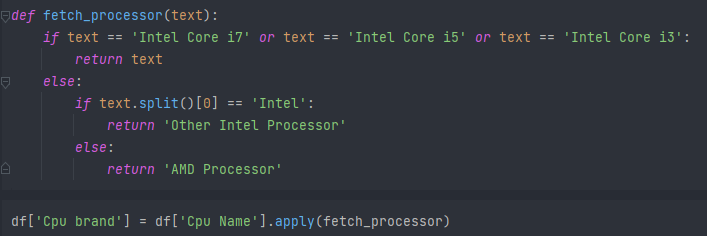 def fetch_processor(text):
    if text == 'Intel Core i7' or text == 'Intel Core i5' or text == 'Intel Core i3':
        return text
    else:
        if text.split()[0] == 'Intel':
            return 'Other Intel Processor'
        else:
            return 'AMD Processor'
df['Cpu brand'] = df['Cpu Name'].apply(fetch_processor)